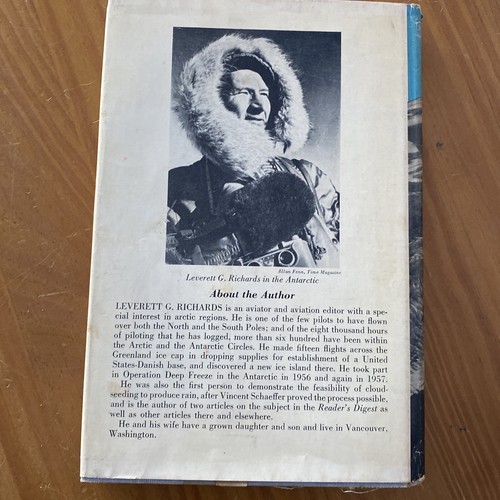 Allan Fenn, Time Magazine
Leverett G. Richards in the Antarctic
About the Author
LEVERETT G. RICHARDS is an aviator and aviation editor with a spe-
cial interest in arctic regions. He is one of the few pilots to have flown
over both the North and the South Poles; and of the eight thousand hours
of piloting that he has logged, more than six hundred have been within
the Arctic and the Antarctic Circles. He made fifteen flights across the
Greenland ice cap in dropping supplies for establishment of a United
States-Danish base, and discovered a new ice island there. He took part
in Operation Deep Freeze in the Antarctic in 1956 and again in 1957.
He was also the first person to demonstrate the feasibility of cloud-
seeding to produce rain, after Vincent Schaeffer proved the process possible,
and is the author of two articles on the subject in the Reader's Digest as
well as other articles there and elsewhere.
He and his wife have a grown daughter and son and live in Vancouver,
Washington.